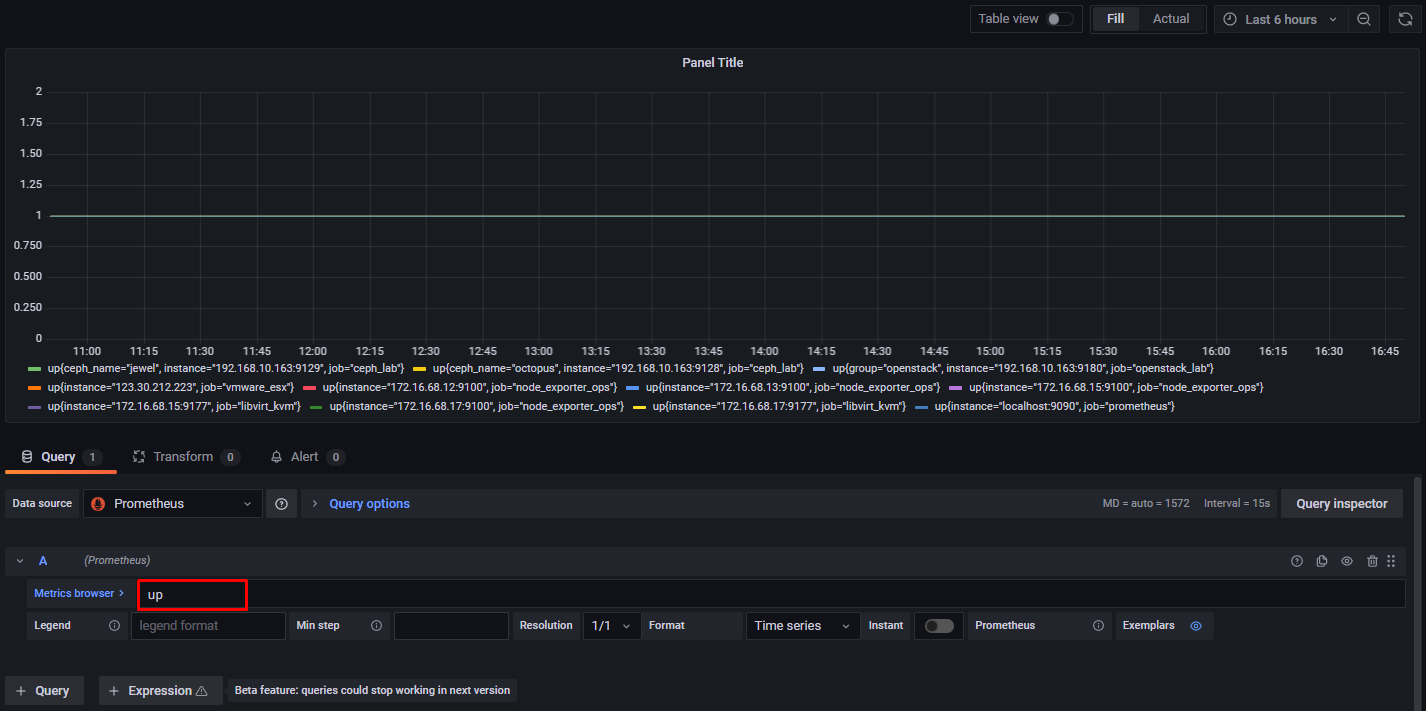 Table view Fill Actual Last 6 hours
Panel Title
2
1.75
1.50
1.25
1
0.750
0.500
0.250
0
11:00 11:15 11:30 11:45 12:00 12:15 12:30 12:45 13:00 13:15 13:30 13:45 14:00 14:15 14:30 14:45 15:00 15:15 15:30 15:45 16:00 16:15 16:30 16:45
up{ceph_name="jewel", instance="192.168.10.163:9129", job="ceph_lab"} up{ceph_name="octopus", instance="192.168.10.163:9128", job="ceph_lab"} up{group="openstack", instance="192.168.10.163:9180", job="openstack_lab"}
up{instance="123.30.212.223", job="vmware_esx"} up{instance="172.16.68.12:9100", job="node_exporter_ops"} up{instance="172.16.68.13:9100", job="node_exporter_ops"} up{instance="172.16.68.15:9100", job="node_exporter_ops"}
up{instance="172.16.68.15:9177", job="libvirt_kvm"} up{instance="172.16.68.17:9100", job="node_exporter_ops"} up{instance="172.16.68.17:9177", job="libvirt_kvm"} up{instance="localhost:9090", job="prometheus"}
Query 1 Transform 0 Alert 0
Data source Prometheus Query options MD = auto = 1572 Interval = 15s Query inspector
A (Prometheus)
Metrics browser up
Legend legend format Min step Resolution 1/1 Format Time series Instant Prometheus Exemplars
+ Query + Expression Beta feature: queries could stop working in next version